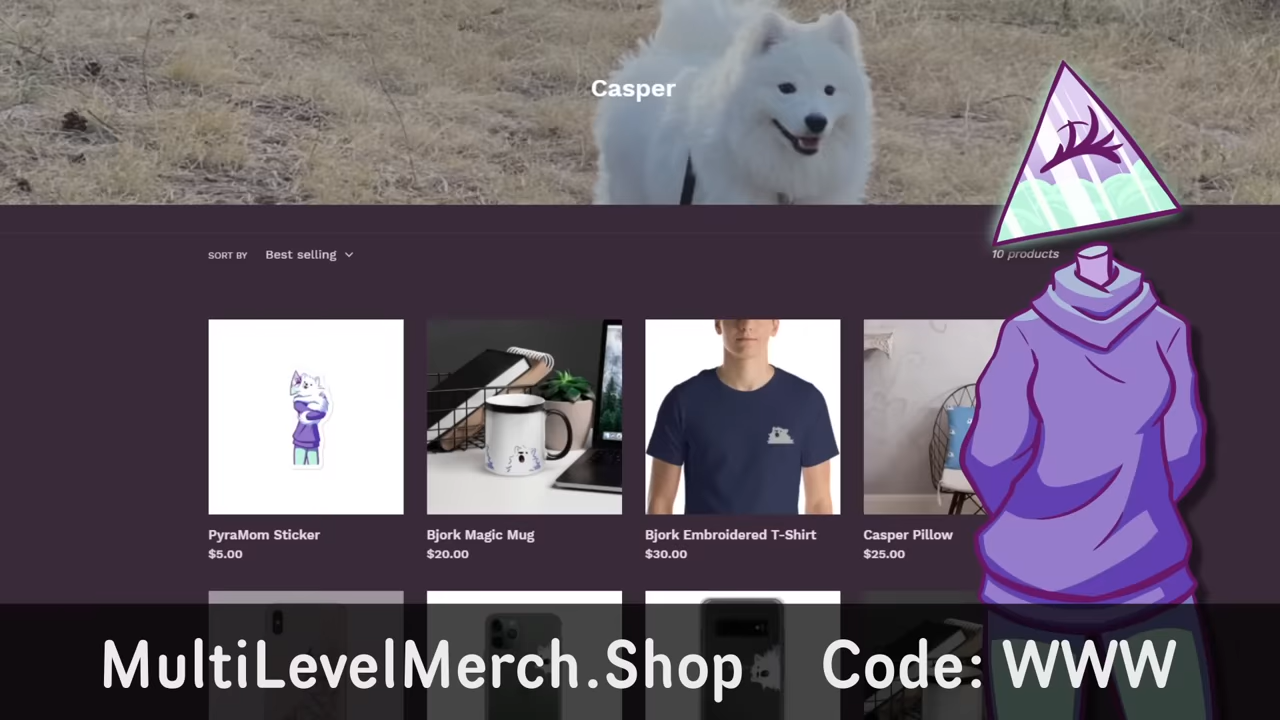 Casper
SORT BY Best selling
10 products
PyraMom Sticker
$5.00
Bjork Magic Mug
$20.00
Bjork Embroidered T-Shirt
$30.00
Casper Pillow
$25.00
MultiLevelMerch.Shop Code: WWW